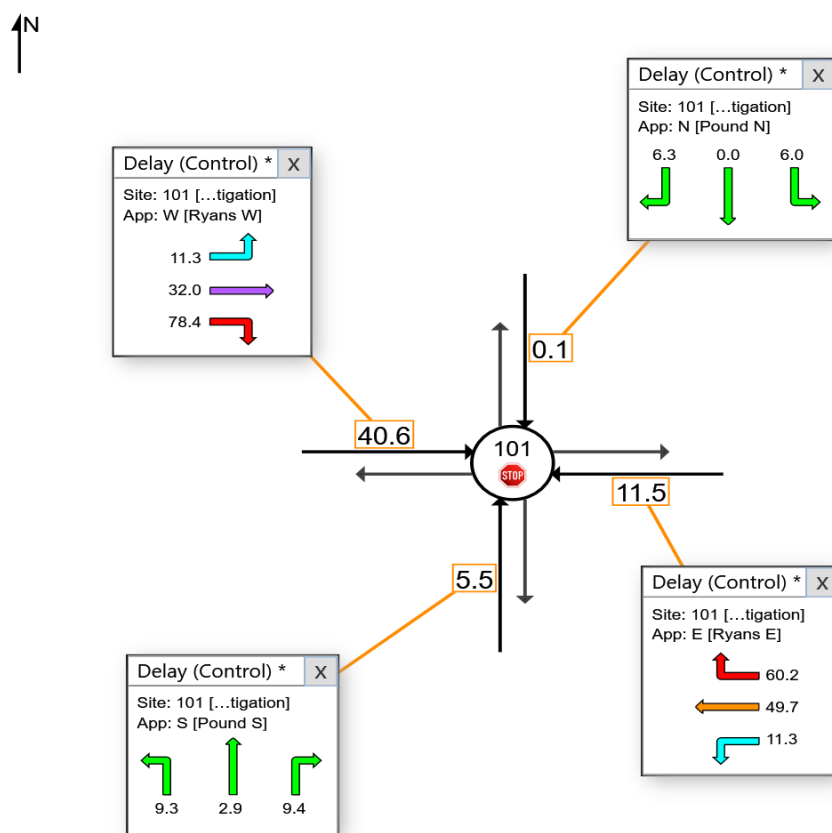 N
Delay (Control) * X
Site: 101 [...tigation]
App: N [Pound N]
6.3 0.0 6.0
Delay (Control) * X
Site: 101 [...tigation]
App: W [Ryans W]
11.3
32.0
78.4
0.1
40.6
101
STOP
11.5
5.5
Delay (Control) * X
Site: 101 [...tigation]
App: E [Ryans E]
60.2
49.7
11.3
Delay (Control) * X
Site: 101 [...tigation]
App: S [Pound S]
9.3 2.9 9.4